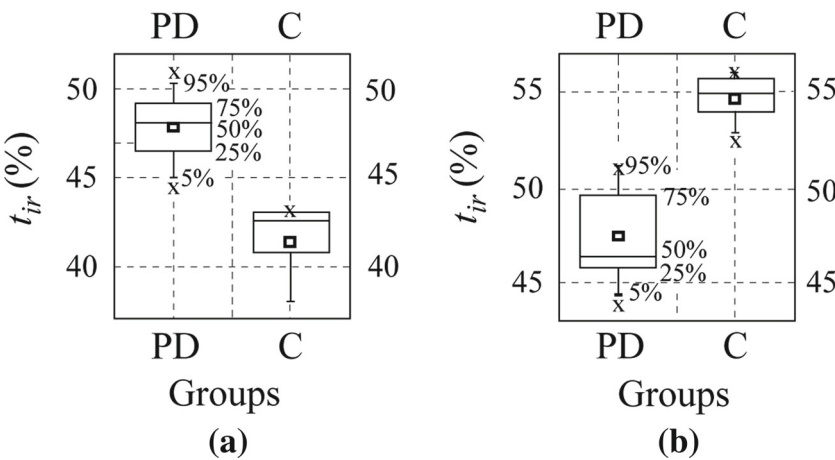 PD C
50 x 95% 50
75%
50%
25%
45 x 5% 45
x
40 40
t_ir (%)
PD C
Groups
(a)
PD C
55 x 55
x
50 x 95% 50
75%
50%
25%
45 5% 45
x
t_ir (%)
PD C
Groups
(b)